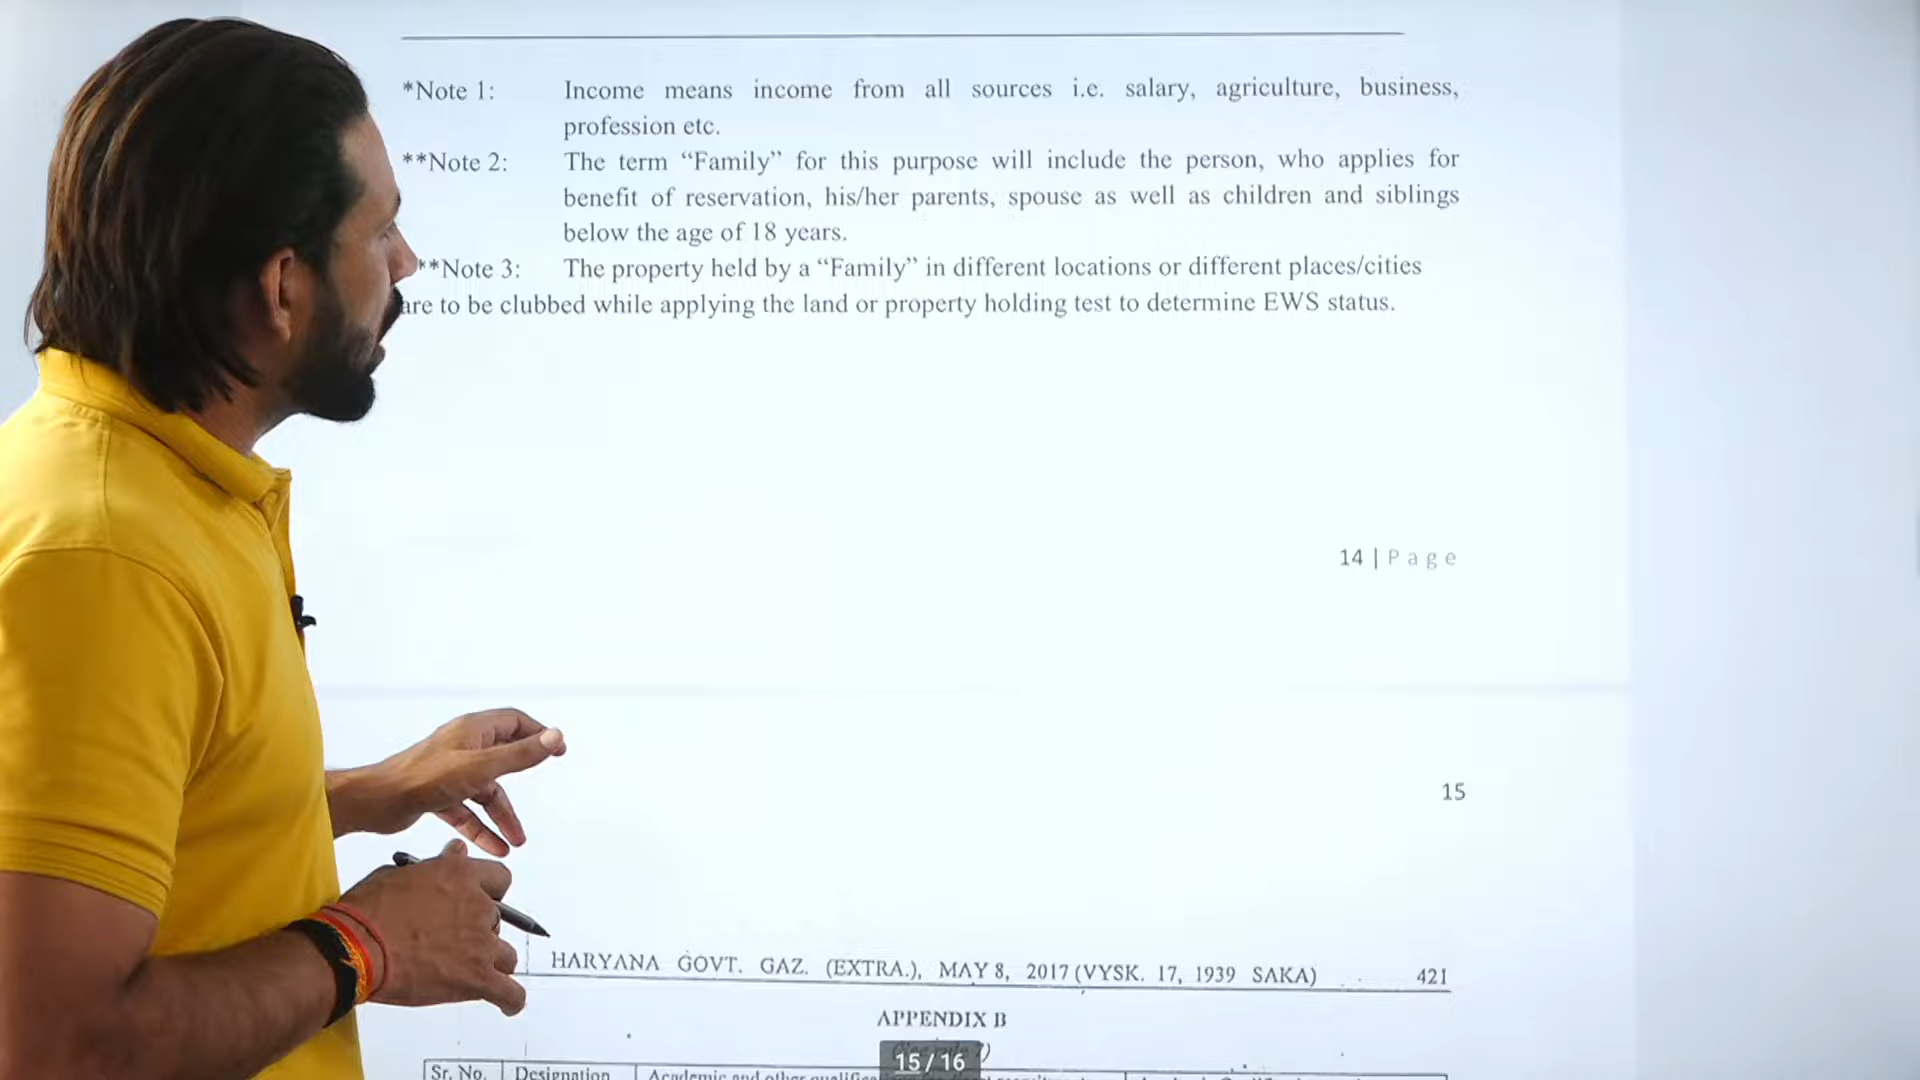 *Note 1: Income means income from all sources i.e. salary, agriculture, business,
profession etc.
**Note 2: The term “Family” for this purpose will include the person, who applies for
benefit of reservation, his/her parents, spouse as well as children and siblings
below the age of 18 years.
**Note 3: The property held by a “Family” in different locations or different places/cities
are to be clubbed while applying the land or property holding test to determine EWS status.
14 | Page
15
HARYANA GOVT. GAZ. (EXTRA.), MAY 8, 2017 (VYSK. 17, 1939 SAKA) 421
APPENDIX B
15 / 16
Sr. No. Designation Academic and other